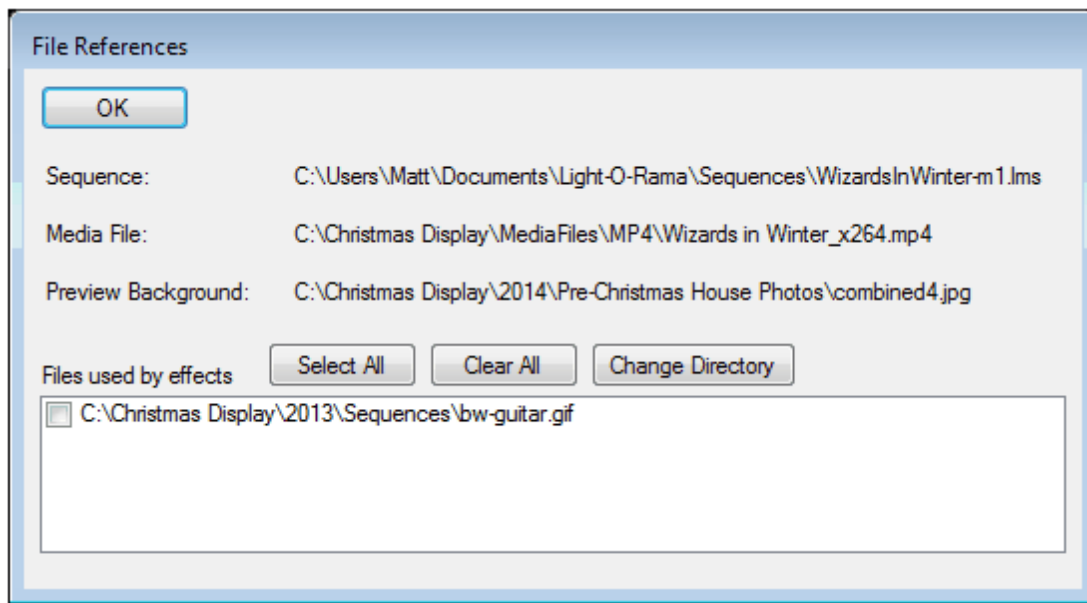 File References
OK
Sequence: C:\Users\Matt\Documents\Light-O-Rama\Sequences\WizardsInWinter-m1.lms
Media File: C:\Christmas Display\MediaFiles\MP4\Wizards in Winter_x264.mp4
Preview Background: C:\Christmas Display\2014\Pre-Christmas House Photos\combined4.jpg
Files used by effects Select All Clear All Change Directory
C:\Christmas Display\2013\Sequences\bw-guitar.gif